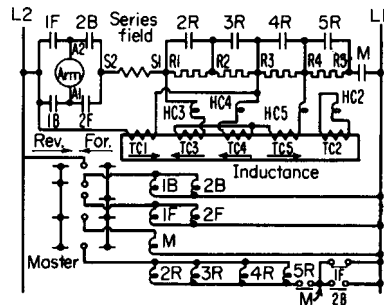 L2 1F 2B Series field 2R 3R 4R 5R L1
A2 S2 S1 R1 R2 R3 R4 R5 M
Arm
A1
1B 2F HC3 HC4 HC5 HC2
Rev. For. TC1 TC3 TC4 TC5 TC2
Inductance
1B 2B
1F 2F
M
Master
2R 3R 4R 5R 1F
M 2B